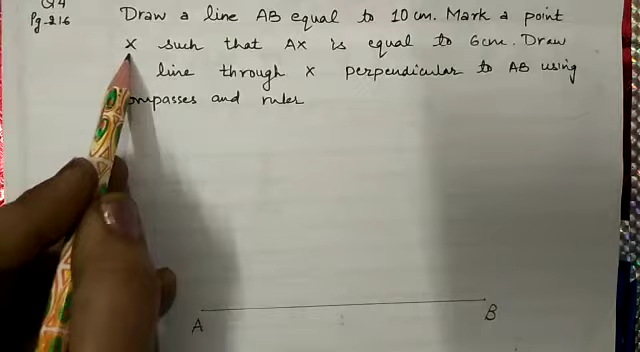 Q4
Pg-216
Draw a line AB equal to 10 cm. Mark a point
X such that AX is equal to 6cm. Draw
line through X perpendicular to AB using
ompasses and ruler
A
B